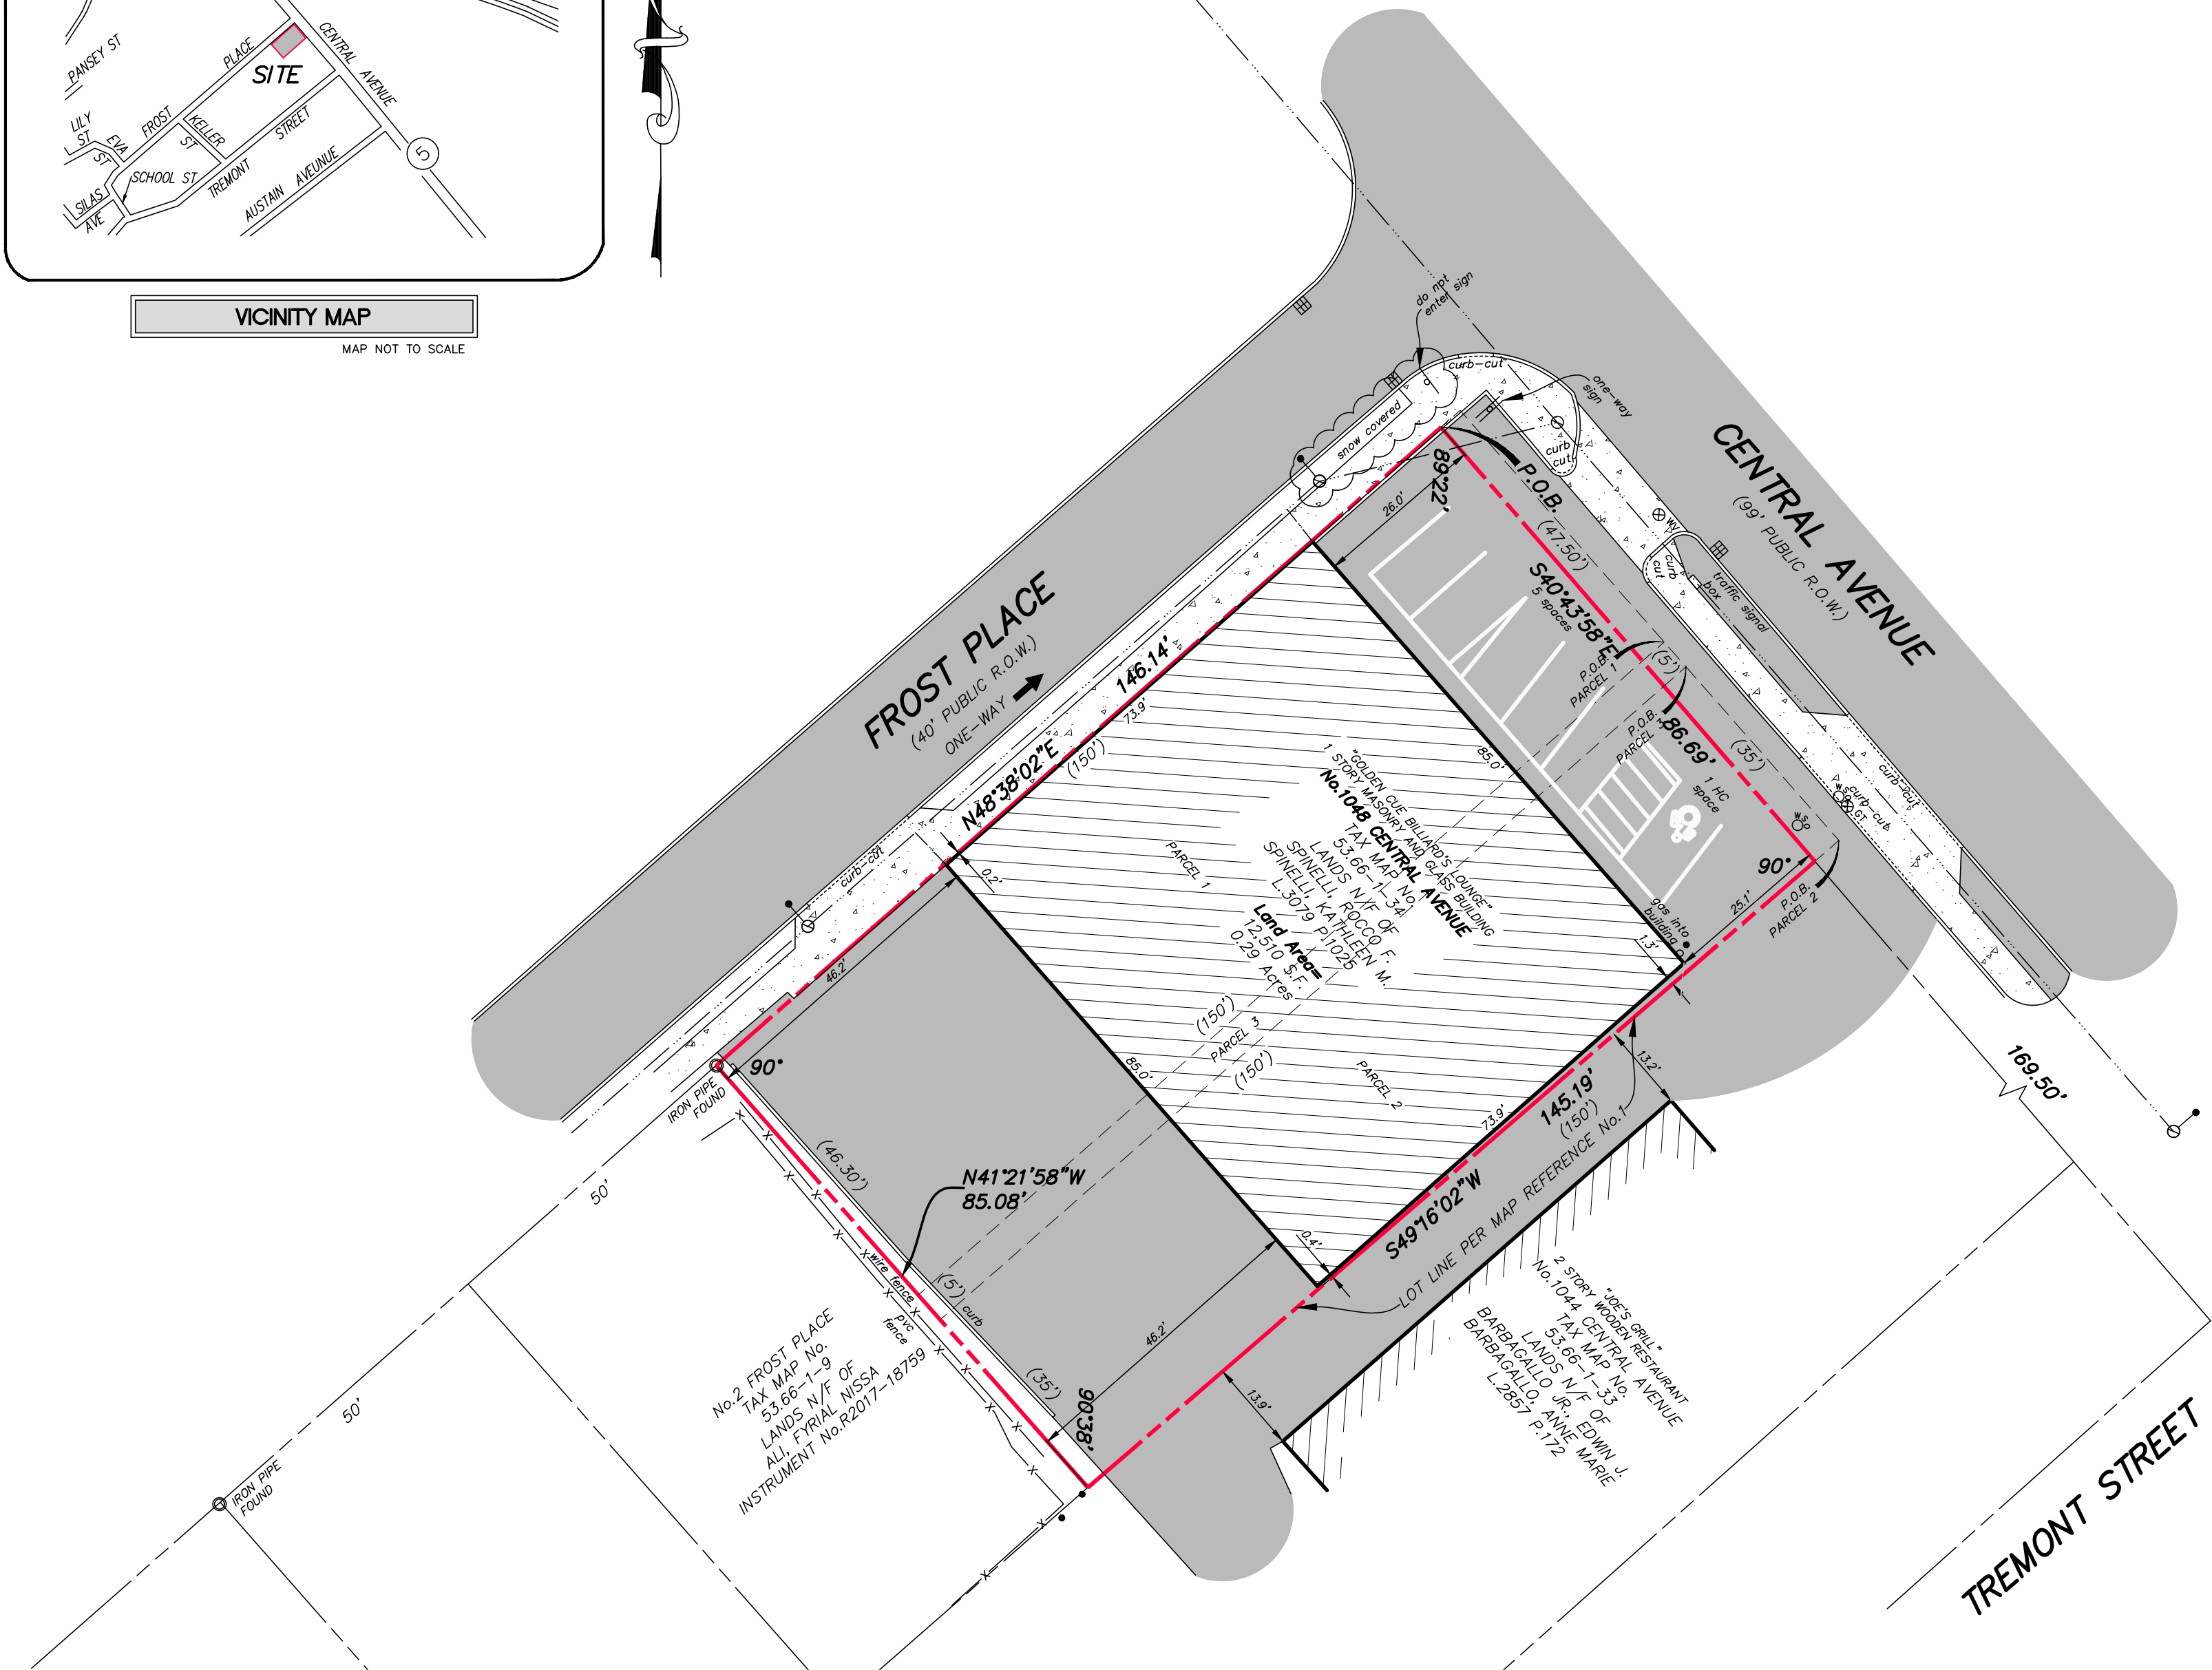 PANSEY ST
PLACE
CENTRAL AVENUE
SITE
LILY
ST
EVA
ST
FROST
KELLER
ST
STREET
5
SCHOOL ST
TREMONT
AUSTAIN AVEUNUE
SILAS
AVE
VICINITY MAP
MAP NOT TO SCALE
do not
enter sign
curb-cut
one-way
sign
snow covered
curb
cut
P.O.B.
89°22'
26.0'
(47.50')
S40°43'58"E
5 spaces
WV
curb
cut
traffic signal
box
CENTRAL AVENUE
(99' PUBLIC R.O.W.)
FROST PLACE
(40' PUBLIC R.O.W.)
ONE-WAY
146.14'
73.9'
N48°38'02"E
(150')
P.O.B.
PARCEL 1
(5')
P.O.B.
PARCEL 3
86.69'
(35')
1 HC
space
85.0'
curb-cut
curb-cut
W
so
GT
W
so
90°
25.1'
P.O.B.
PARCEL 2
gas into
building
1.3'
"GOLDEN CUE BILLIARD'S LOUNGE"
1 STORY MASONRY AND GLASS BUILDING
No.1048 CENTRAL AVENUE
TAX MAP No.
53.66-1-34
LANDS N/F OF
SPINELLI, ROCCO F.
SPINELLI, KATHLEEN M.
L.3079 P.1025
Land Area=
12,510 S.F.
0.29 Acres
PARCEL 1
0.2'
curb-cut
46.2'
90°
IRON PIPE
FOUND
(150')
PARCEL 3
(150')
PARCEL 2
85.0'
73.9'
145.19'
(150')
13.2'
169.50'
S49°16'02"W
LOT LINE PER MAP REFERENCE No.1
0.4'
(46.30')
N41°21'58"W
85.08'
wire fence
(5')
curb
pvc
fence
46.2'
(35')
90°38'
13.9'
50'
50'
IRON PIPE
FOUND
No.2 FROST PLACE
TAX MAP No.
53.66-1-9
LANDS N/F OF
ALI, FYRIAL NISSA
INSTRUMENT No.R2017-18759
"JOE'S GRILL"
2 STORY WOODEN RESTAURANT
No.1044 CENTRAL AVENUE
TAX MAP No.
53.66-1-33
LANDS N/F OF
BARBAGALLO JR., EDWIN J.
BARBAGALLO, ANNE MARIE
L.2857 P.172
TREMONT STREET